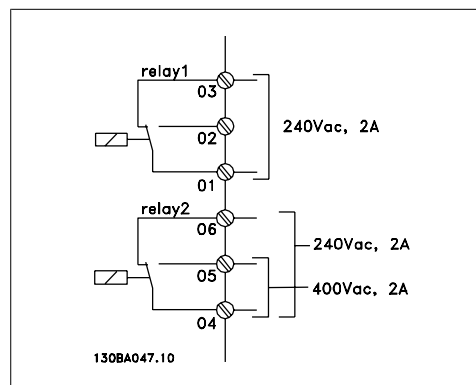 relay1
03
02
240Vac, 2A
01
relay2
06
240Vac, 2A
05
400Vac, 2A
04
130BA047.10